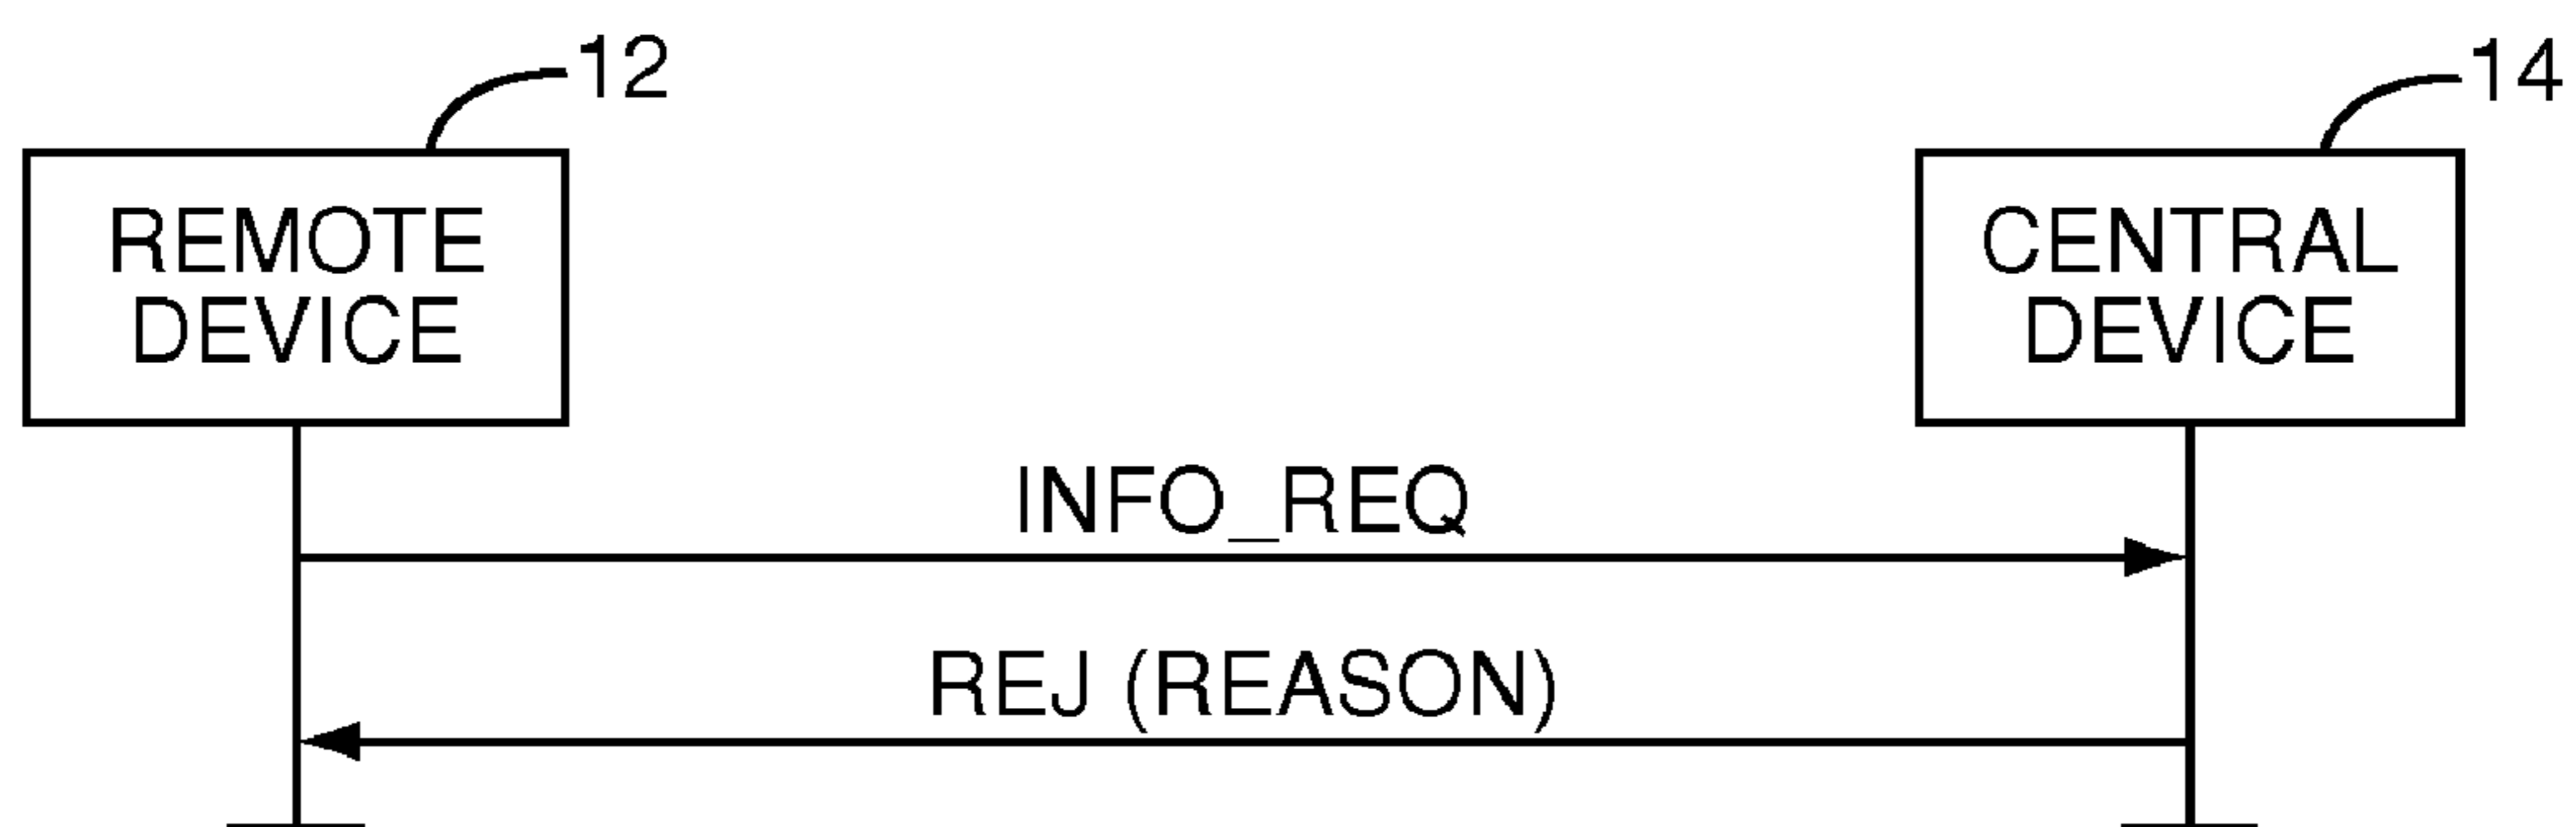 12
14
REMOTE
DEVICE
CENTRAL
DEVICE
INFO_REQ
REJ (REASON)